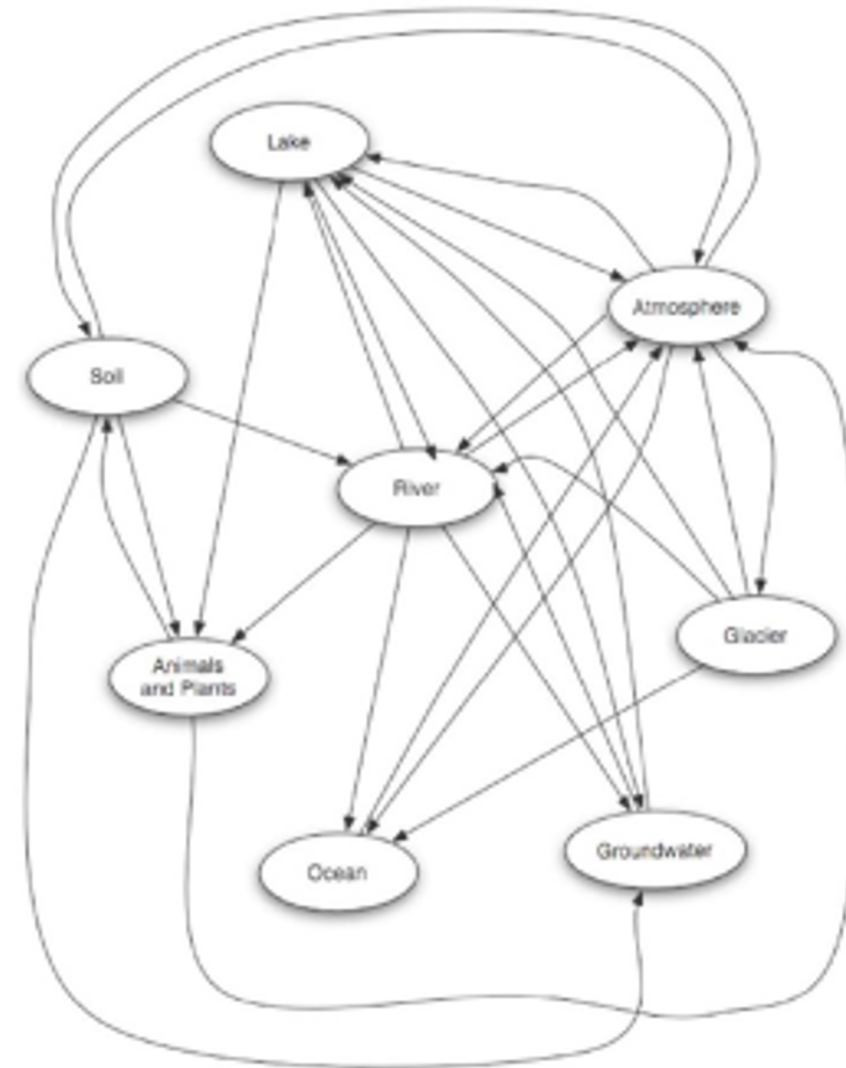 Lake
Atmosphere
Soil
River
Glacier
Animals
and Plants
Groundwater
Ocean